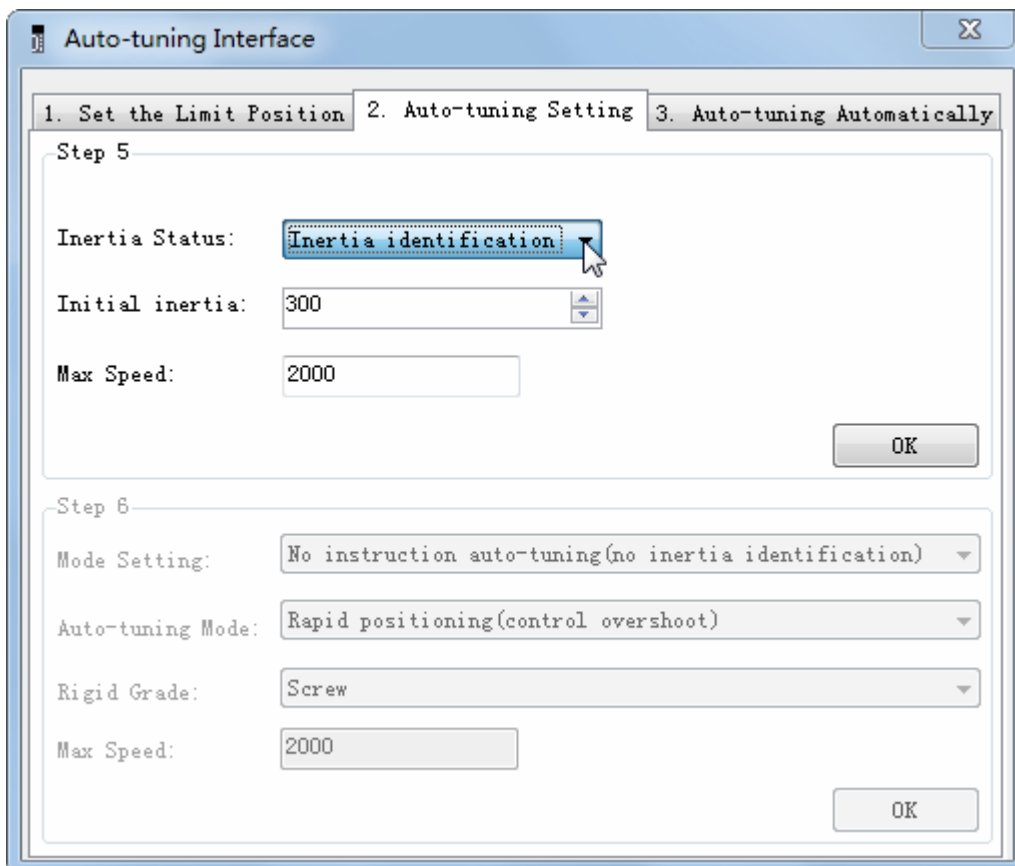 Auto-tuning Interface
1. Set the Limit Position 2. Auto-tuning Setting 3. Auto-tuning Automatically
Step 5
Inertia Status: Inertia identification
Initial inertia: 300
Max Speed: 2000
OK
Step 6
Mode Setting: No instruction auto-tuning(no inertia identification)
Auto-tuning Mode: Rapid positioning(control overshoot)
Rigid Grade: Screw
Max Speed: 2000
OK